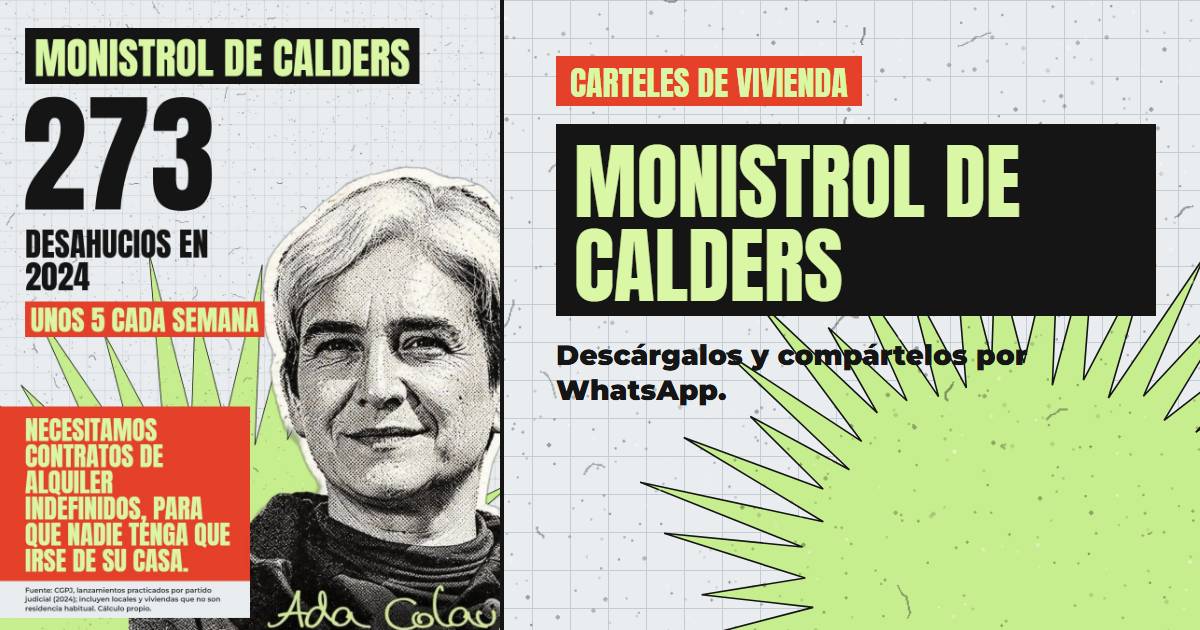 MONISTROL DE CALDERS
273
DESAHUCIOS EN
2024
UNOS 5 CADA SEMANA
NECESITAMOS
CONTRATOS DE
ALQUILER
INDEFINIDOS, PARA
QUE NADIE TENGA QUE
IRSE DE SU CASA.
Fuente: CGPJ, lanzamientos practicados por partido
judicial (2024); incluyen locales y viviendas que no son
residencia habitual. Cálculo propio.
Ada Colau
CARTELES DE VIVIENDA
MONISTROL DE
CALDERS
Descárgalos y compártelos por
WhatsApp.